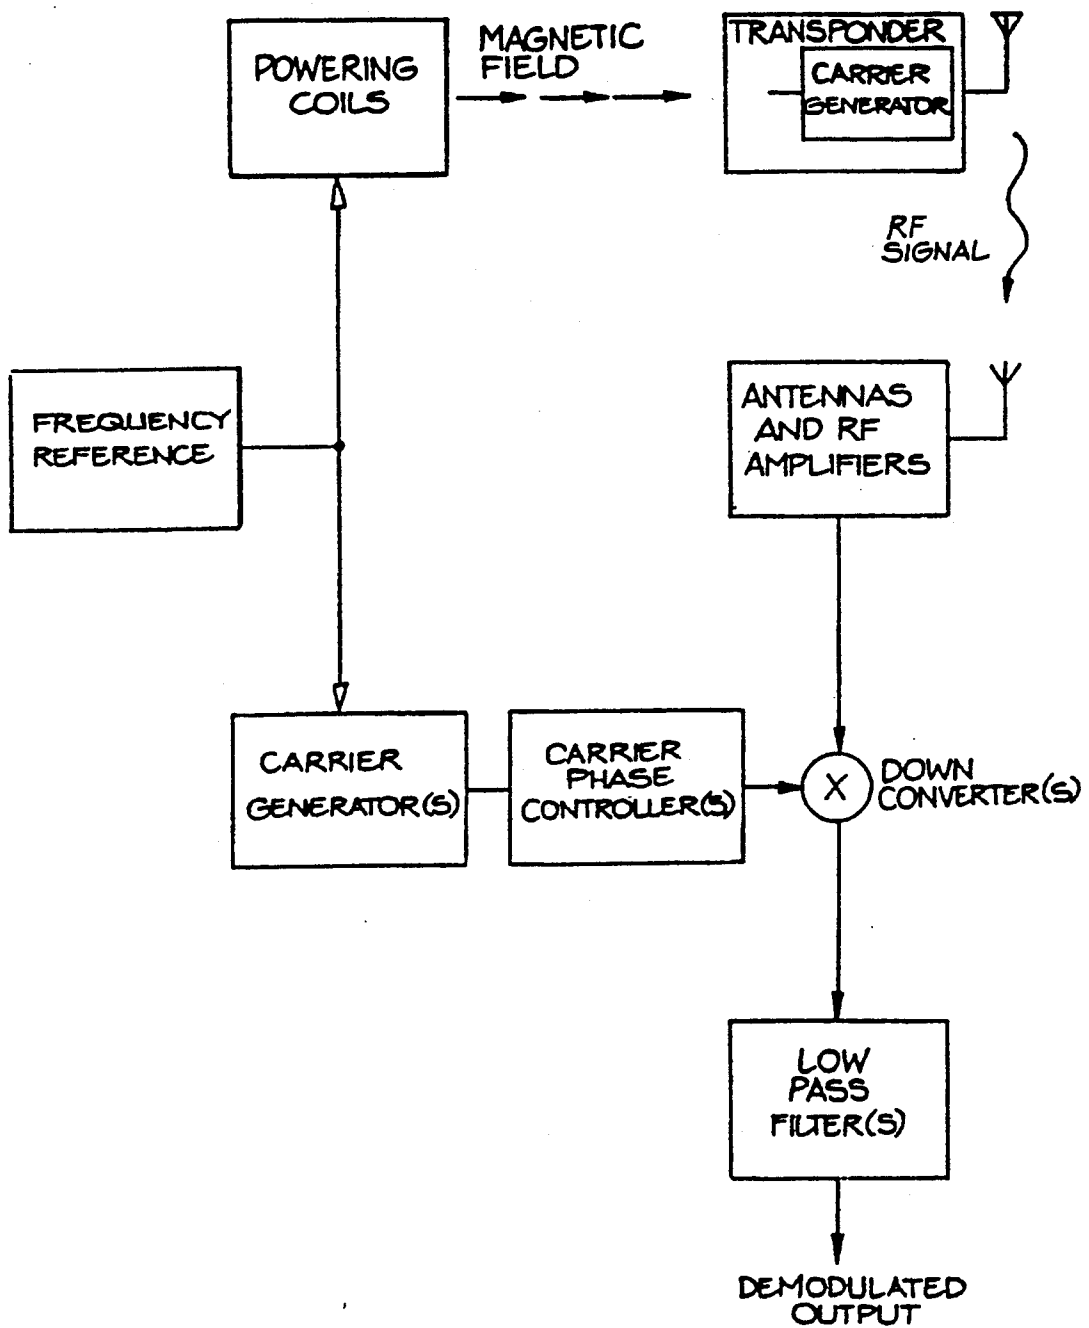 POWERING
COILS
MAGNETIC
FIELD
TRANSPONDER
CARRIER
GENERATOR
RF
SIGNAL
FREQUENCY
REFERENCE
ANTENNAS
AND RF
AMPLIFIERS
CARRIER
GENERATOR(S)
CARRIER
PHASE
CONTROLLER(S)
X
DOWN
CONVERTER(S)
LOW
PASS
FILTER(S)
DEMODULATED
OUTPUT